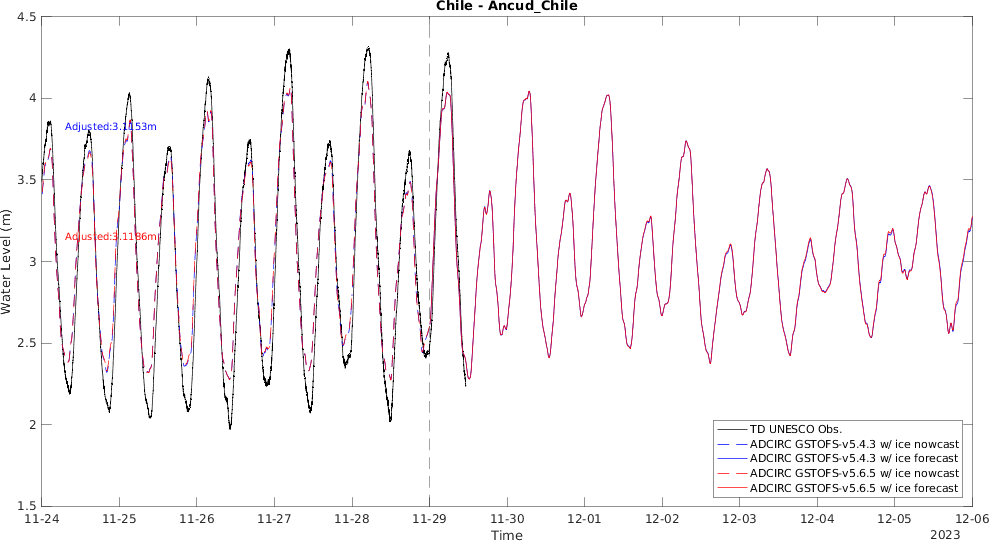 Chile - Ancud_Chile
4.5
4
3.5
3
2.5
2
1.5
Water Level (m)
Adjusted:3.1153m
Adjusted:3.1186m
TD UNESCO Obs.
ADCIRC GSTOFS-v5.4.3 w/ ice nowcast
ADCIRC GSTOFS-v5.4.3 w/ ice forecast
ADCIRC GSTOFS-v5.6.5 w/ ice nowcast
ADCIRC GSTOFS-v5.6.5 w/ ice forecast
11-24 11-25 11-26 11-27 11-28 11-29 11-30 12-01 12-02 12-03 12-04 12-05 12-06
Time
2023